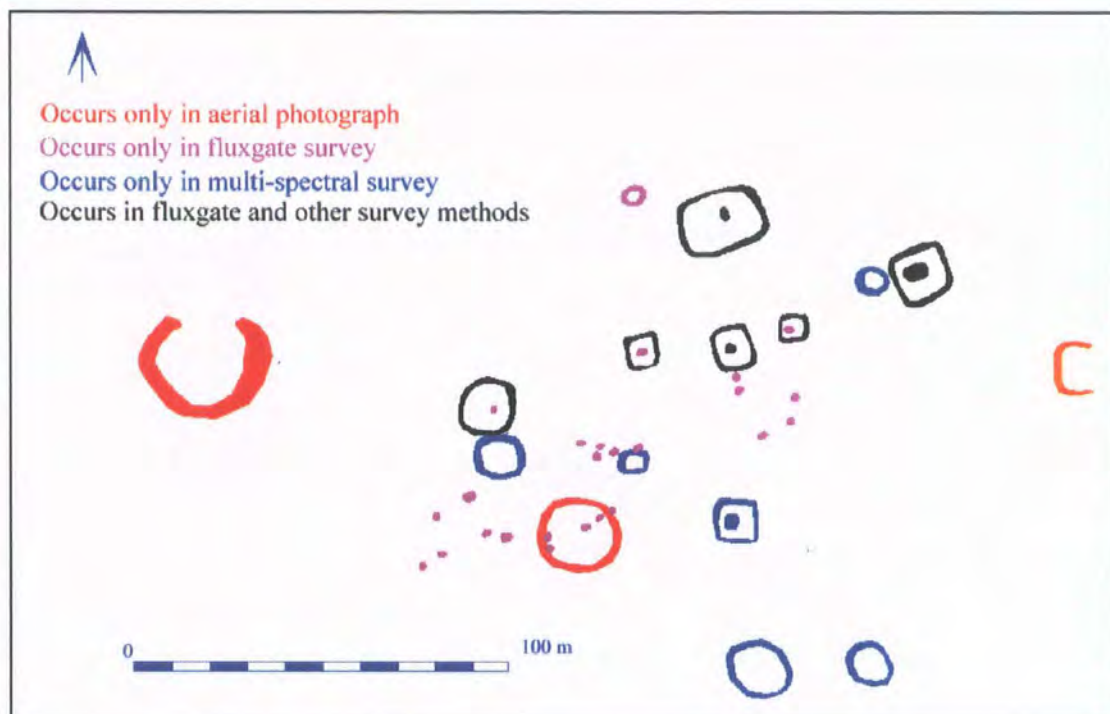 Occurs only in aerial photograph
Occurs only in fluxgate survey
Occurs only in multi-spectral survey
Occurs in fluxgate and other survey methods
0 100 m